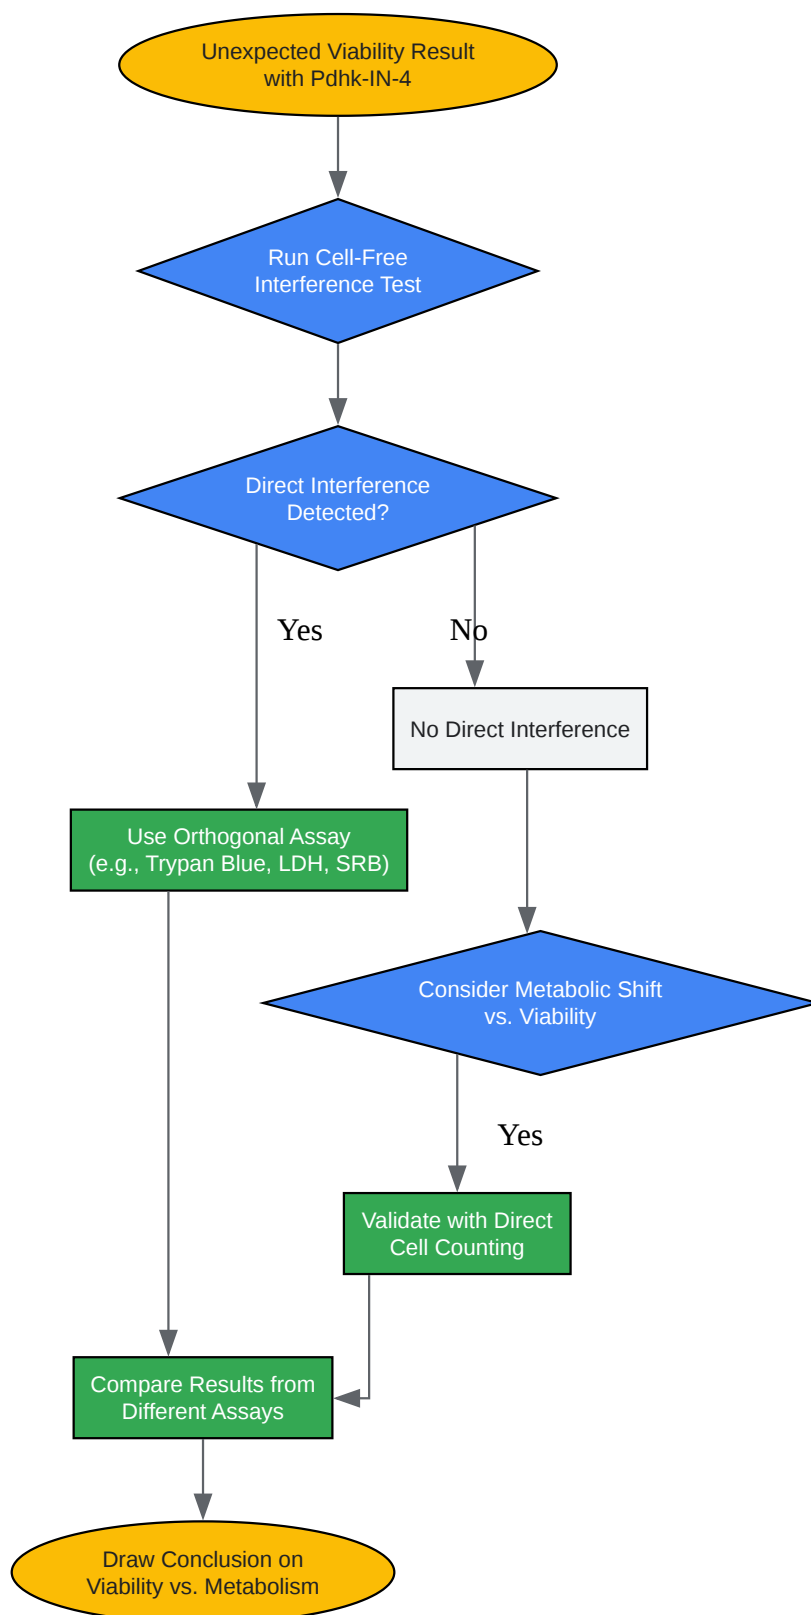 Unexpected Viability Result
with Pdhk-IN-4
Run Cell-Free
Interference Test
Direct Interference
Detected?
Yes
No
No Direct Interference
Use Orthogonal Assay
(e.g., Trypan Blue, LDH, SRB)
Consider Metabolic Shift
vs. Viability
Yes
Validate with Direct
Cell Counting
Compare Results from
Different Assays
Draw Conclusion on
Viability vs. Metabolism